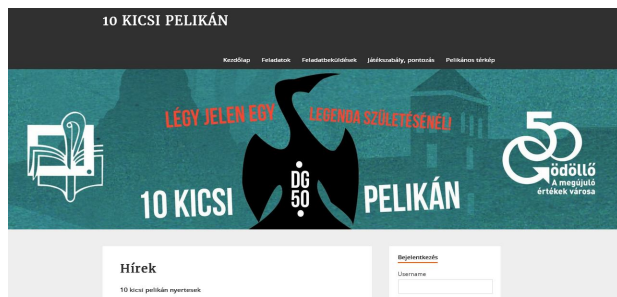 10 KICSI PELIKÁN
Kezdőlap Feladatok Feladatbeküldések Játékszabály, pontozás Pelikános térkép
LÉGY JELEN EGY LEGENDA SZÜLETÉSÉNÉL!
50
Gödöllő
A megújuló
értékek városa
DG
50
10 KICSI PELIKÁN
Hírek
10 kicsi pelikán nyertesek
Bejelentkezés
Username